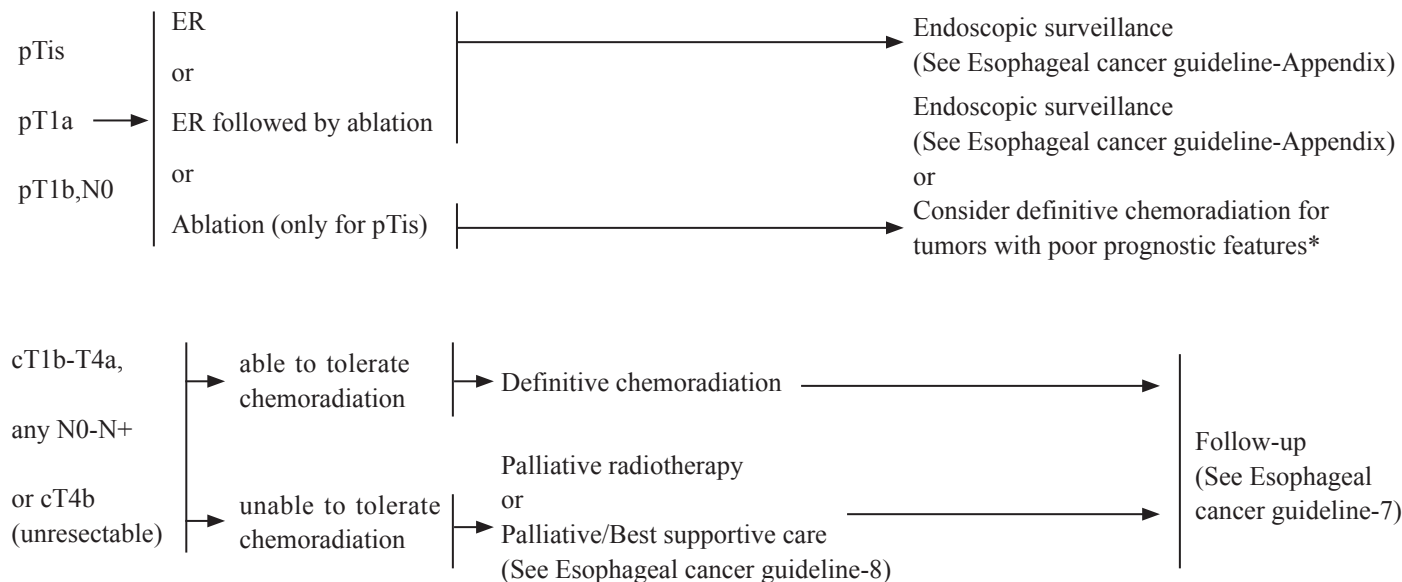 pTis
pT1a
pT1b,N0
ER
or
ER followed by ablation
or
Ablation (only for pTis)
Endoscopic surveillance
(See Esophageal cancer guideline-Appendix)
Endoscopic surveillance
(See Esophageal cancer guideline-Appendix)
or
Consider definitive chemoradiation for
tumors with poor prognostic features*
cT1b-T4a,
any N0-N+
or cT4b
(unresectable)
able to tolerate
chemoradiation
Definitive chemoradiation
unable to tolerate
chemoradiation
Palliative radiotherapy
or
Palliative/Best supportive care
(See Esophageal cancer guideline-8)
Follow-up
(See Esophageal
cancer guideline-7)